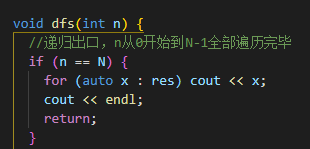 void dfs(int n) {
//递归出口，n从0开始到N-1全部遍历完毕
if (n == N) {
for (auto x : res) cout << x;
cout << endl;
return;
}